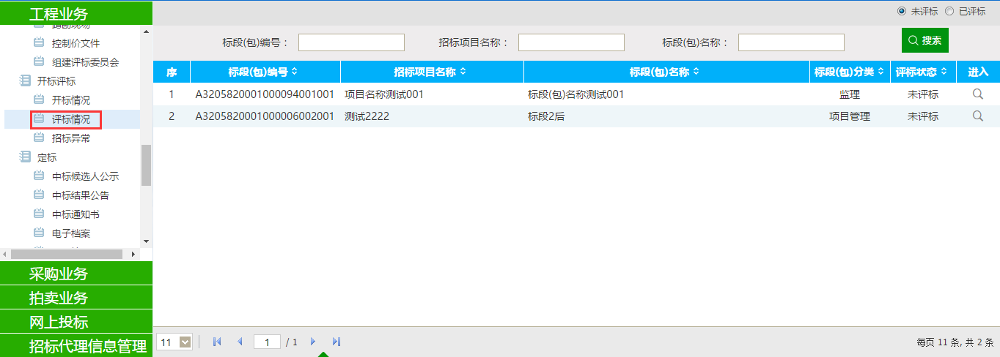 工程业务
踏勘现场
控制价文件
组建评标委员会
开标评标
开标情况
评标情况
招标异常
定标
中标候选人公示
中标结果公告
中标通知书
电子档案
采购业务
拍卖业务
网上投标
招标代理信息管理
未评标 已评标
标段(包)编号： 招标项目名称： 标段(包)名称： 搜索
序 标段(包)编号 招标项目名称 标段(包)名称 标段(包)分类 评标状态 进入
1 A3205820001000094001001 项目名称测试001 标段(包)名称测试001 监理 未评标
2 A3205820001000006002001 测试2222 标段2后 项目管理 未评标
11 1 / 1 每页 11 条, 共 2 条